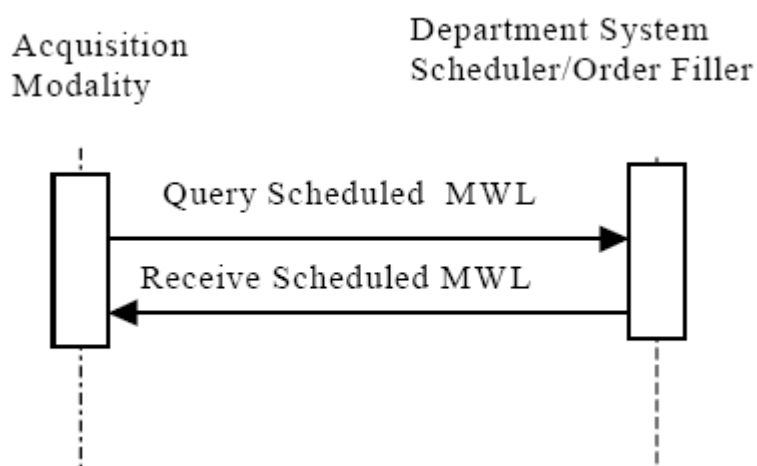 Acquisition
Modality
Department System
Scheduler/Order Filler
Query Scheduled MWL
Receive Scheduled MWL